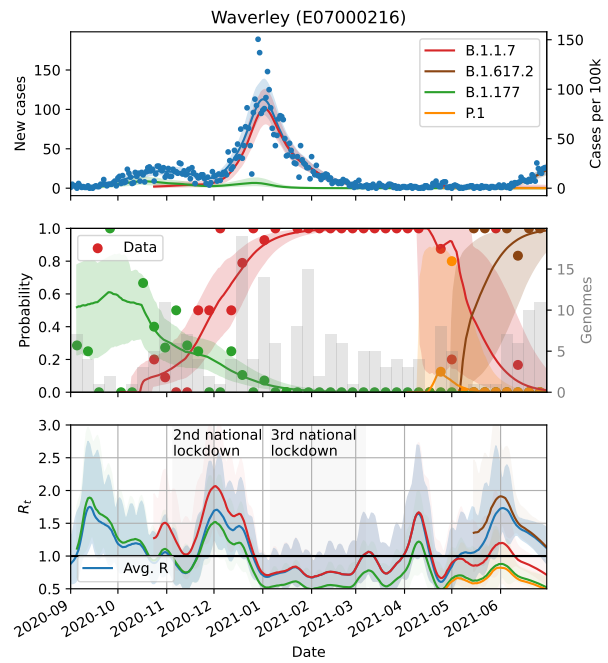 Waverley (E07000216)
New cases
150
100
50
0
B.1.1.7
B.1.617.2
B.1.177
P.1
150
100
50
0
Cases per 100k
Probability
1.0
0.8
0.6
0.4
0.2
0.0
Data
15
10
5
0
Genomes
R_t
3.0
2.5
2.0
1.5
1.0
0.5
2nd national
lockdown
3rd national
lockdown
Avg. R
2020-09
2020-10
2020-11
2020-12
2021-01
2021-02
2021-03
2021-04
2021-05
2021-06
Date